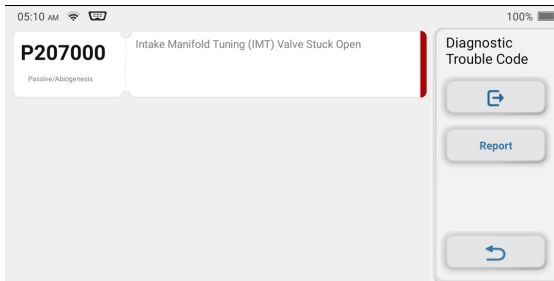 05:10 AM
100%
P207000
Passive/Abiogenesis
Intake Manifold Tuning (IMT) Valve Stuck Open
Diagnostic
Trouble Code
Report